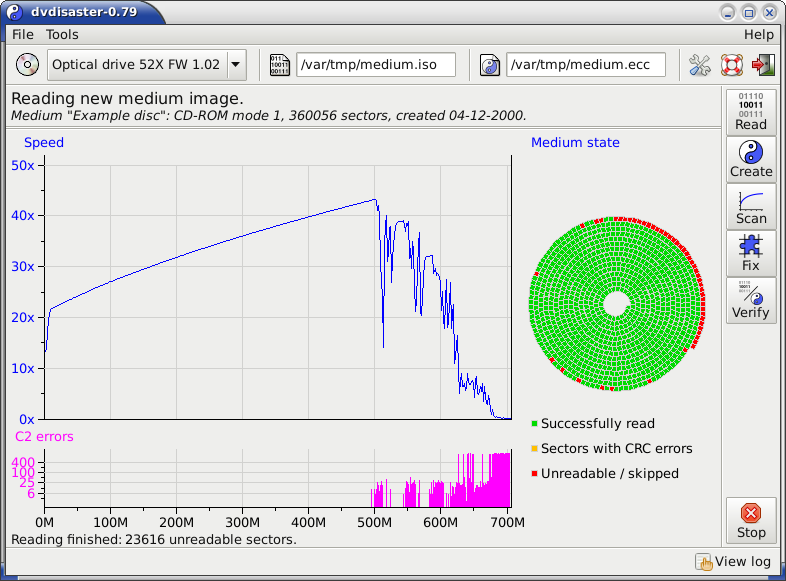 dvdisaster-0.79
File Tools Help
Optical drive 52X FW 1.02 /var/tmp/medium.iso /var/tmp/medium.ecc
Reading new medium image.
Medium "Example disc": CD-ROM mode 1, 360056 sectors, created 04-12-2000.
Speed
50x
40x
30x
20x
10x
0x
C2 errors
400
100
25
6
0M 100M 200M 300M 400M 500M 600M 700M
Reading finished: 23616 unreadable sectors.
Medium state
Successfully read
Sectors with CRC errors
Unreadable / skipped
01110
10011
00111
Read
Create
Scan
Fix
Verify
Stop
View log